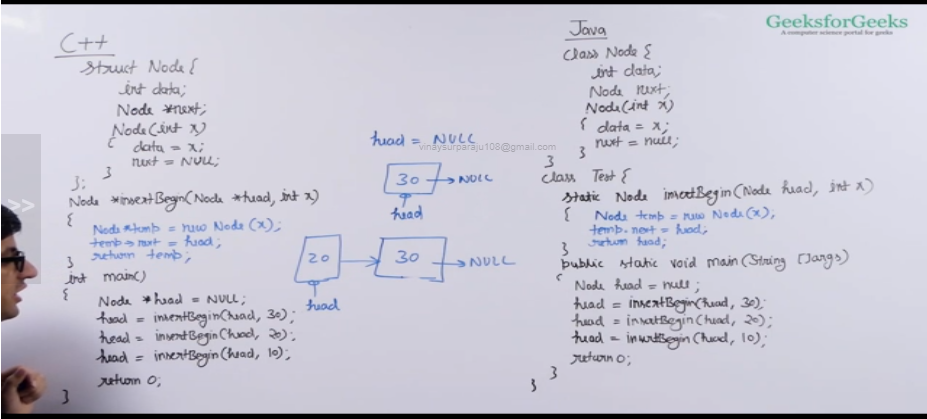 GeeksforGeeks
A computer science portal for geeks
C++
Struct Node {
int data;
Node *next;
Node(int x)
{ data = x;
next = NULL;
}
};
Node *insertBegin(Node *head, int x)
{
Node *temp = new Node(x);
temp→next = head;
return temp;
}
int main()
{
Node *head = NULL;
head = insertBegin(head, 30);
head = insertBegin(head, 20);
head = insertBegin(head, 10);
return 0;
}
head = NULL
vinaysurparaju108@gmail.com
30 → NULL
head
20 → 30 → NULL
head
Java
Class Node {
int data;
Node next;
Node(int x)
{ data = x;
next = null;
}
}
class Test {
static Node insertBegin(Node head, int x)
{ Node temp = new Node(x);
temp.next = head;
return head;
}
public static void main(String []args)
{
Node head = null;
head = insertBegin(head, 30);
head = insertBegin(head, 20);
head = insertBegin(head, 10);
return 0;
}
}
>>